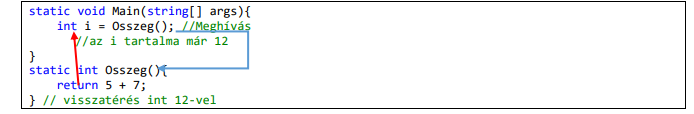 static void Main(string[] args){
int i = Osszeg(); //Meghívás
//az i tartalma már 12
}
static int Osszeg(){
return 5 + 7;
} // visszatérés int 12-vel